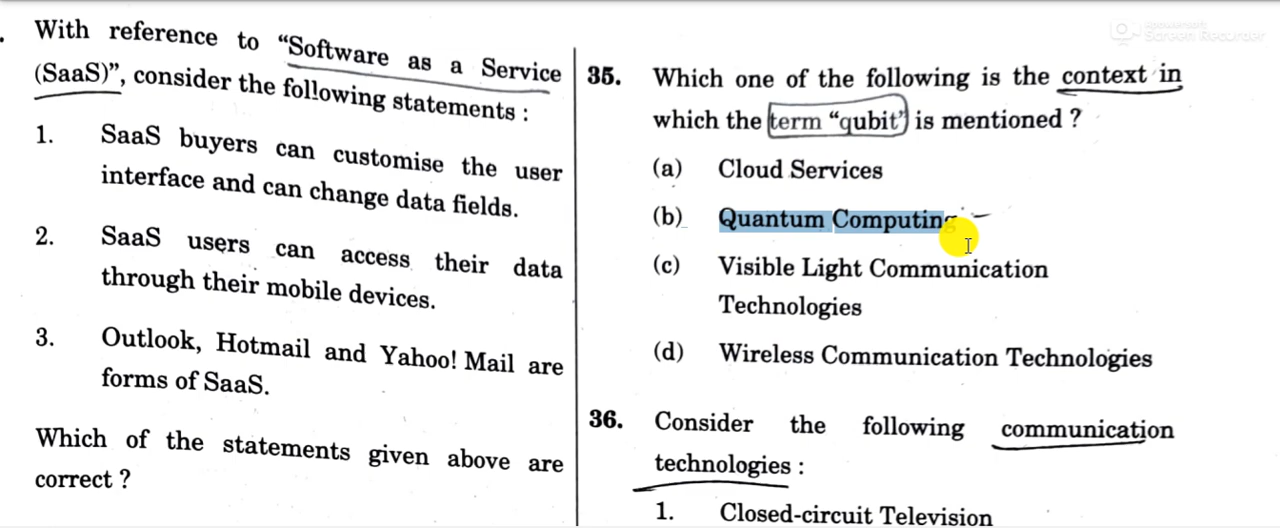 With reference to "Software as a Service
(SaaS)", consider the following statements :
1. SaaS buyers can customise the user
interface and can change data fields.
2. SaaS users can access their data
through their mobile devices.
3. Outlook, Hotmail and Yahoo! Mail are
forms of SaaS.
Which of the statements given above are
correct ?
35. Which one of the following is the context in
which the term "qubit" is mentioned ?
(a) Cloud Services
(b) Quantum Computing
(c) Visible Light Communication
Technologies
(d) Wireless Communication Technologies
36. Consider the following communication
technologies :
1. Closed-circuit Television
Screen Recorder